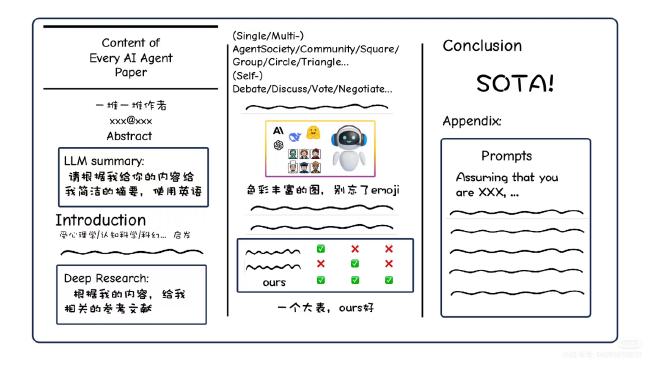 Content of
Every AI Agent
Paper
一堆一堆作者
xxx@xxx
Abstract
LLM summary:
请根据我给你的内容给
我简洁的摘要，使用英语
Introduction
受心理学/认知科学/科幻... 启发
Deep Research:
根据我的内容，给我
相关的参考文献
(Single/Multi-)
AgentSociety/Community/Square/
Group/Circle/Triangle...
(Self-)
Debate/Discuss/Vote/Negotiate...
AI
色彩丰富的图，别忘了emoji
ours
一个大表，ours好
Conclusion
SOTA!
Appendix:
Prompts
Assuming that you
are XXX, ...